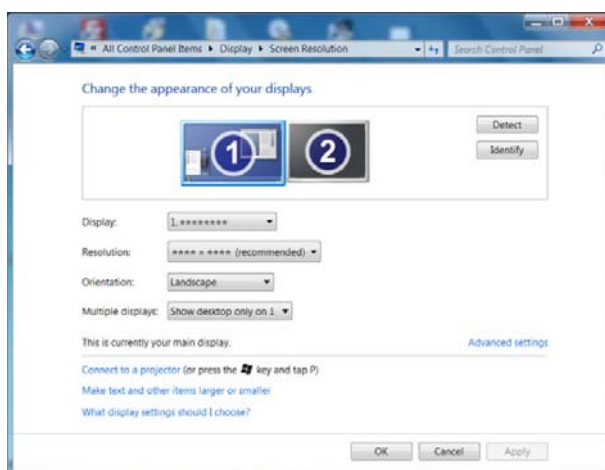 « All Control Panel Items ▸ Display ▸ Screen Resolution Search Control Panel
Change the appearance of your displays
1 2
Detect
Identify
Display: 1. ********
Resolution: **** × **** (recommended)
Orientation: Landscape
Multiple displays: Show desktop only on 1
This is currently your main display. Advanced settings
Connect to a projector (or press the key and tap P)
Make text and other items larger or smaller
What display settings should I choose?
OK Cancel Apply